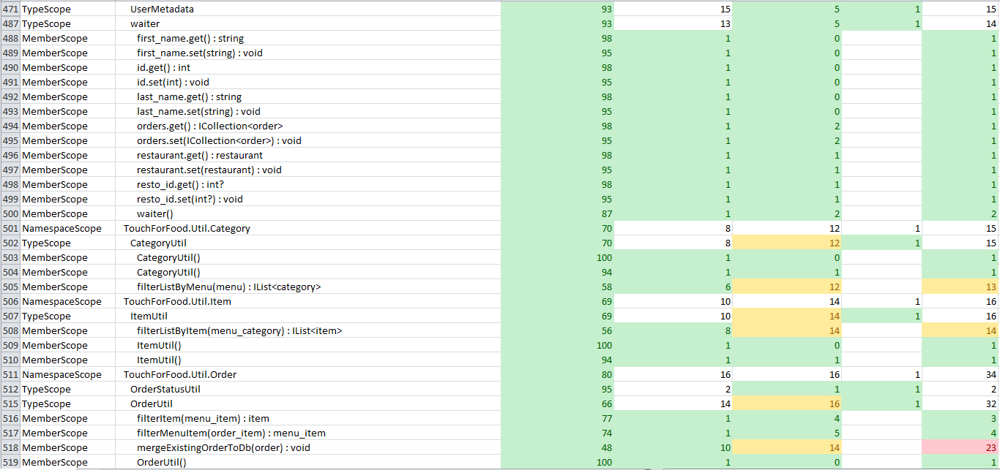 471 TypeScope UserMetadata 93 15 5 1 15
487 TypeScope waiter 93 13 5 1 14
488 MemberScope first_name.get() : string 98 1 0 1
489 MemberScope first_name.set(string) : void 95 1 0 1
490 MemberScope id.get() : int 98 1 0 1
491 MemberScope id.set(int) : void 95 1 0 1
492 MemberScope last_name.get() : string 98 1 0 1
493 MemberScope last_name.set(string) : void 95 1 0 1
494 MemberScope orders.get() : ICollection<order> 98 1 2 1
495 MemberScope orders.set(ICollection<order>) : void 95 1 2 1
496 MemberScope restaurant.get() : restaurant 98 1 1 1
497 MemberScope restaurant.set(restaurant) : void 95 1 1 1
498 MemberScope resto_id.get() : int? 98 1 1 1
499 MemberScope resto_id.set(int?) : void 95 1 1 1
500 MemberScope waiter() 87 1 2 2
501 NamespaceScope TouchForFood.Util.Category 70 8 12 1 15
502 TypeScope CategoryUtil 70 8 12 1 15
503 MemberScope CategoryUtil() 100 1 0 1
504 MemberScope CategoryUtil() 94 1 1 1
505 MemberScope filterListByMenu(menu) : IList<category> 58 6 12 13
506 NamespaceScope TouchForFood.Util.Item 69 10 14 1 16
507 TypeScope ItemUtil 69 10 14 1 16
508 MemberScope filterListByItem(menu_category) : IList<item> 56 8 14 14
509 MemberScope ItemUtil() 100 1 0 1
510 MemberScope ItemUtil() 94 1 1 1
511 NamespaceScope TouchForFood.Util.Order 80 16 16 1 34
512 TypeScope OrderStatusUtil 95 2 1 1 2
515 TypeScope OrderUtil 66 14 16 1 32
516 MemberScope filterItem(menu_item) : item 77 1 4 3
517 MemberScope filterMenuItem(order_item) : menu_item 74 1 5 4
518 MemberScope mergeExistingOrderToDb(order) : void 48 10 14 23
519 MemberScope OrderUtil() 100 1 0 1